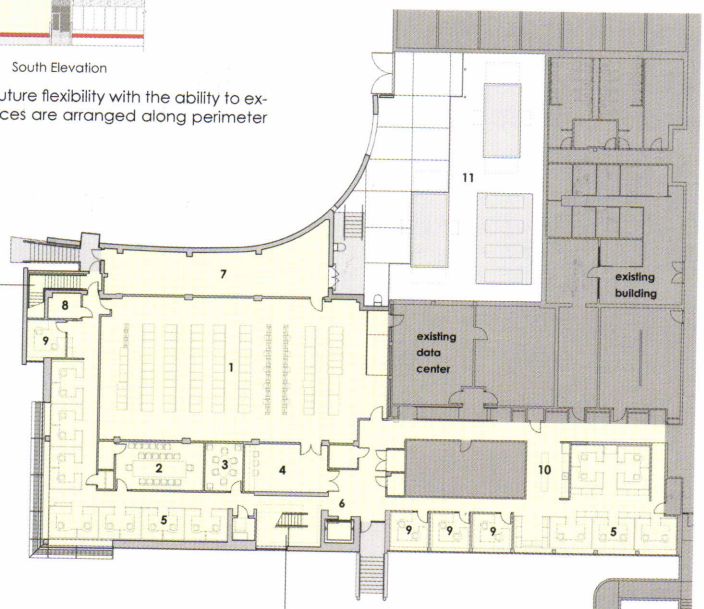 South Elevation
uture flexibility with the ability to ex-
ces are arranged along perimeter
11
7
existing
building
8
9
existing
data
center
1
2
3
4
10
6
5
9
9
9
5